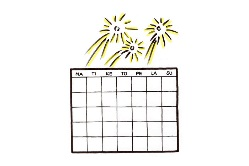 MA TI KE TO PE LA SU